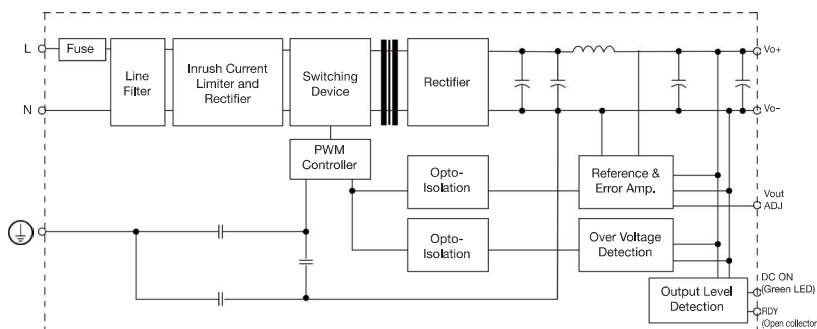 L
Fuse
Vo+
Line
Filter
Inrush Current
Limiter and
Rectifier
Switching
Device
Rectifier
N
Vo−
PWM
Controller
Opto-
Isolation
Reference &
Error Amp.
Vout
ADJ
Opto-
Isolation
Over Voltage
Detection
Output Level
Detection
DC ON
(Green LED)
RDY
(Open collector